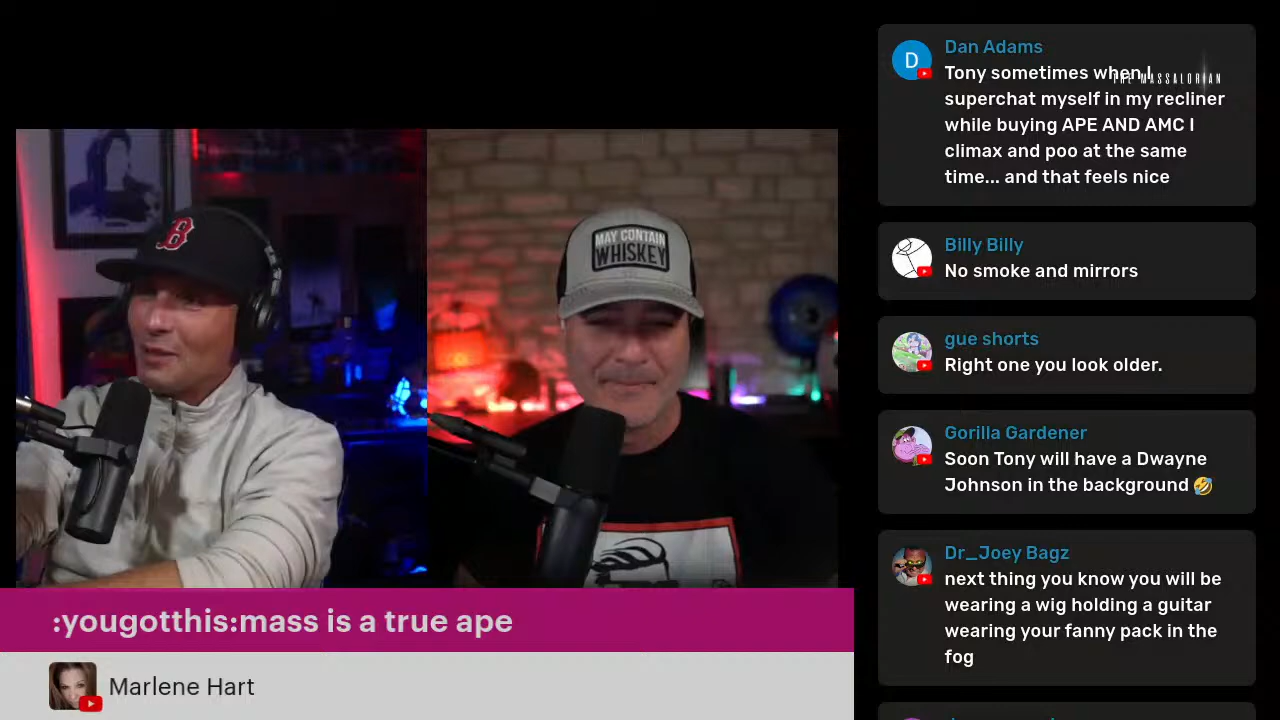 B
MAY CONTAIN
WHISKEY
:yougotthis:mass is a true ape
Marlene Hart
D
Dan Adams
THE MASSALORIAN
Tony sometimes when I
superchat myself in my recliner
while buying APE AND AMC I
climax and poo at the same
time... and that feels nice
Billy Billy
No smoke and mirrors
gue shorts
Right one you look older.
Gorilla Gardener
Soon Tony will have a Dwayne
Johnson in the background 🤣
Dr_Joey Bagz
next thing you know you will be
wearing a wig holding a guitar
wearing your fanny pack in the
fog